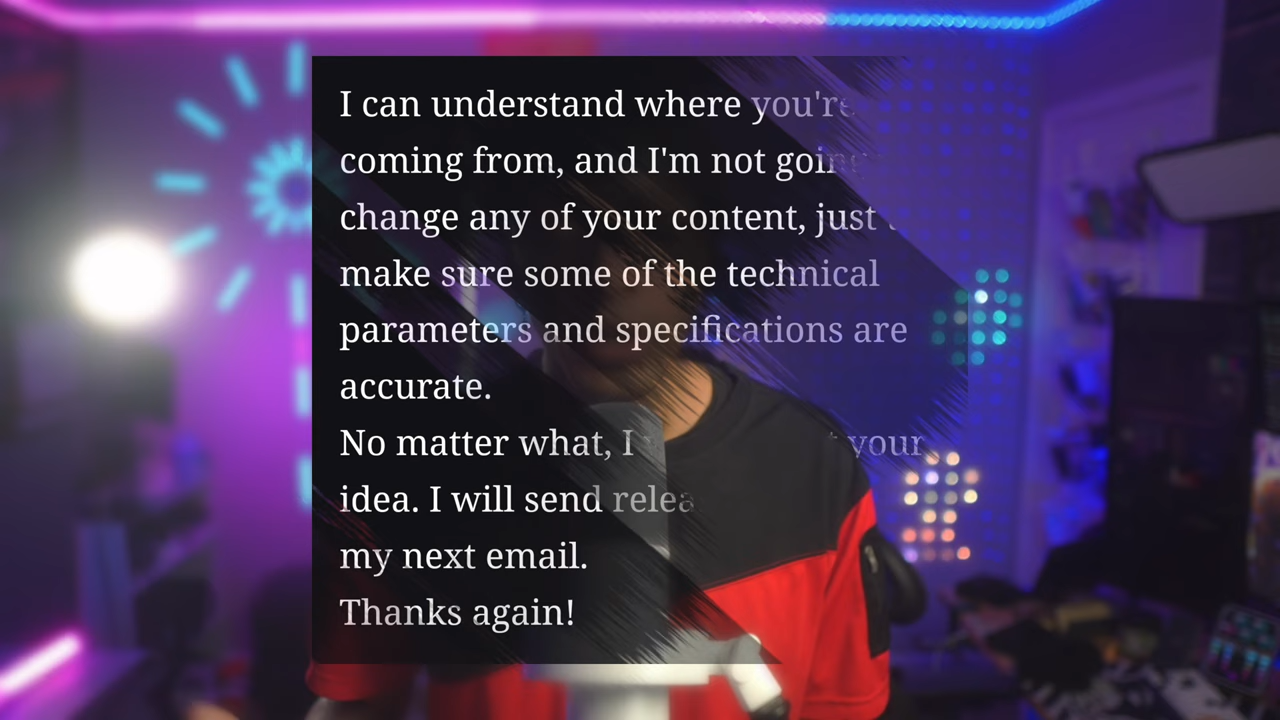 I can understand where you're
coming from, and I'm not
change any of your content, just
make sure some of the technical
parameters and specifications are
accurate.
No matter what, I your
idea. I will send
my next email.
Thanks again!